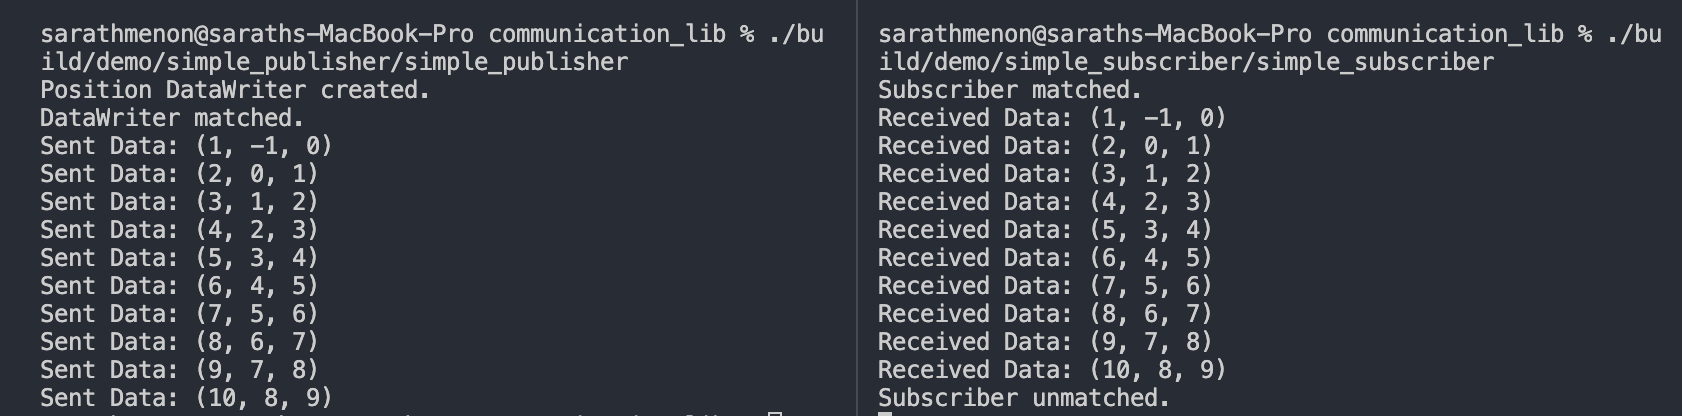 sarathmenon@saraths-MacBook-Pro communication_lib % ./bu
ild/demo/simple_publisher/simple_publisher
Position DataWriter created.
DataWriter matched.
Sent Data: (1, -1, 0)
Sent Data: (2, 0, 1)
Sent Data: (3, 1, 2)
Sent Data: (4, 2, 3)
Sent Data: (5, 3, 4)
Sent Data: (6, 4, 5)
Sent Data: (7, 5, 6)
Sent Data: (8, 6, 7)
Sent Data: (9, 7, 8)
Sent Data: (10, 8, 9)
sarathmenon@saraths-MacBook-Pro communication_lib % ./bu
ild/demo/simple_subscriber/simple_subscriber
Subscriber matched.
Received Data: (1, -1, 0)
Received Data: (2, 0, 1)
Received Data: (3, 1, 2)
Received Data: (4, 2, 3)
Received Data: (5, 3, 4)
Received Data: (6, 4, 5)
Received Data: (7, 5, 6)
Received Data: (8, 6, 7)
Received Data: (9, 7, 8)
Received Data: (10, 8, 9)
Subscriber unmatched.